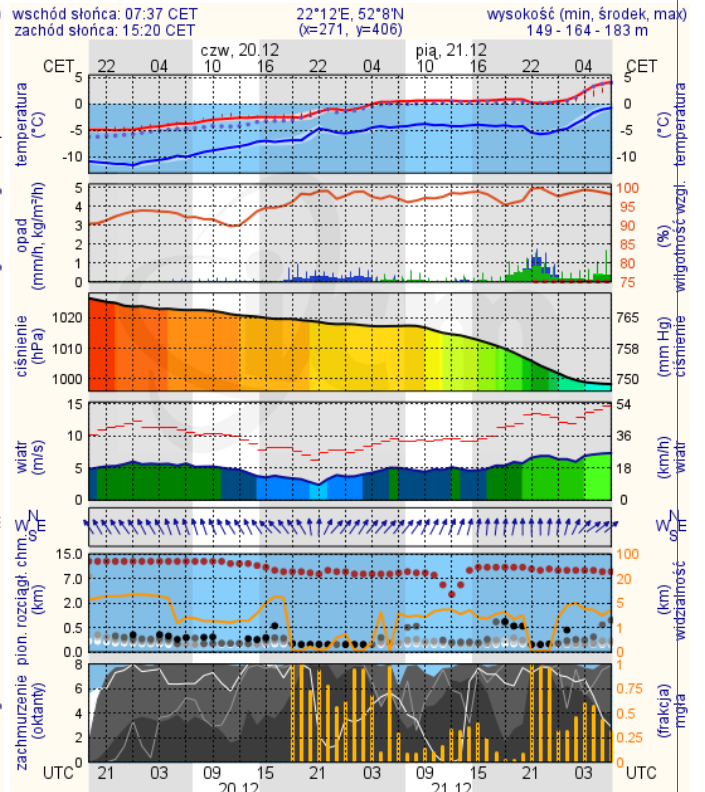 wschód słońca: 07:37 CET 22°12'E, 52°8'N wysokość (min, środek, max)
zachód słońca: 15:20 CET (x=271, y=406) 149 - 164 - 183 m
czw, 20.12 pią, 21.12
CET 22 04 10 16 22 04 10 16 22 04 CET
temperatura (°C) 5 0 -5 -10 5 0 -5 -10 (°C) temperatura
opad (mm/h, kg/m²/h) 5 4 3 2 1 0 100 95 90 85 80 75 (%) wilgotność wzgl.
ciśnienie (hPa) 1020 1010 1000 765 758 750 (mm Hg) ciśnienie
wiatr (m/s) 15 10 5 0 54 36 18 0 (km/h) wiatr
N W E S N W E S
pion. rozciągł. chm. (km) 15.0 7.0 2.0 0.5 0.0 100 20 5 1 0 (km) widzialność
zachmurzenie (oktanty) 8 6 4 2 0 1 0.75 0.5 0.25 0 (frakcja) mgła
UTC 21 03 09 15 21 03 09 15 21 03 UTC
20.12 21.12